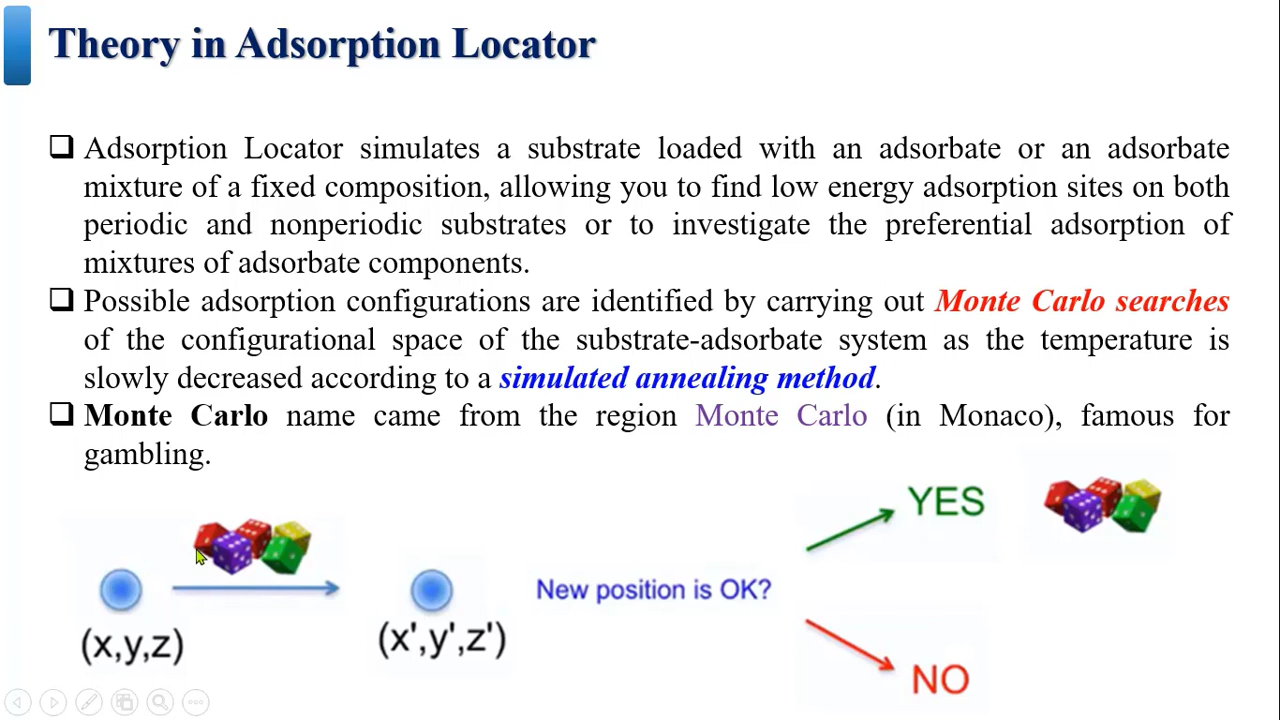 Theory in Adsorption Locator
Adsorption Locator simulates a substrate loaded with an adsorbate or an adsorbate
mixture of a fixed composition, allowing you to find low energy adsorption sites on both
periodic and nonperiodic substrates or to investigate the preferential adsorption of
mixtures of adsorbate components.
Possible adsorption configurations are identified by carrying out Monte Carlo searches
of the configurational space of the substrate-adsorbate system as the temperature is
slowly decreased according to a simulated annealing method.
Monte Carlo name came from the region Monte Carlo (in Monaco), famous for
gambling.
(x,y,z)
(x',y',z')
New position is OK?
YES
NO